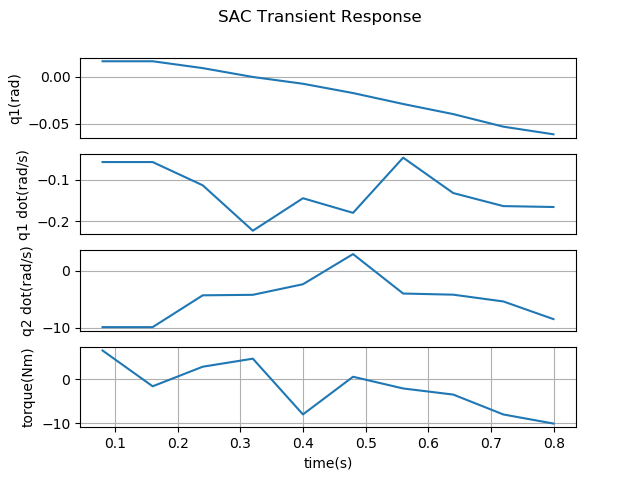 SAC Transient Response
q1(rad)
0.00
−0.05
q1 dot(rad/s)
−0.1
−0.2
q2 dot(rad/s)
0
−10
torque(Nm)
0
−10
0.1 0.2 0.3 0.4 0.5 0.6 0.7 0.8
time(s)